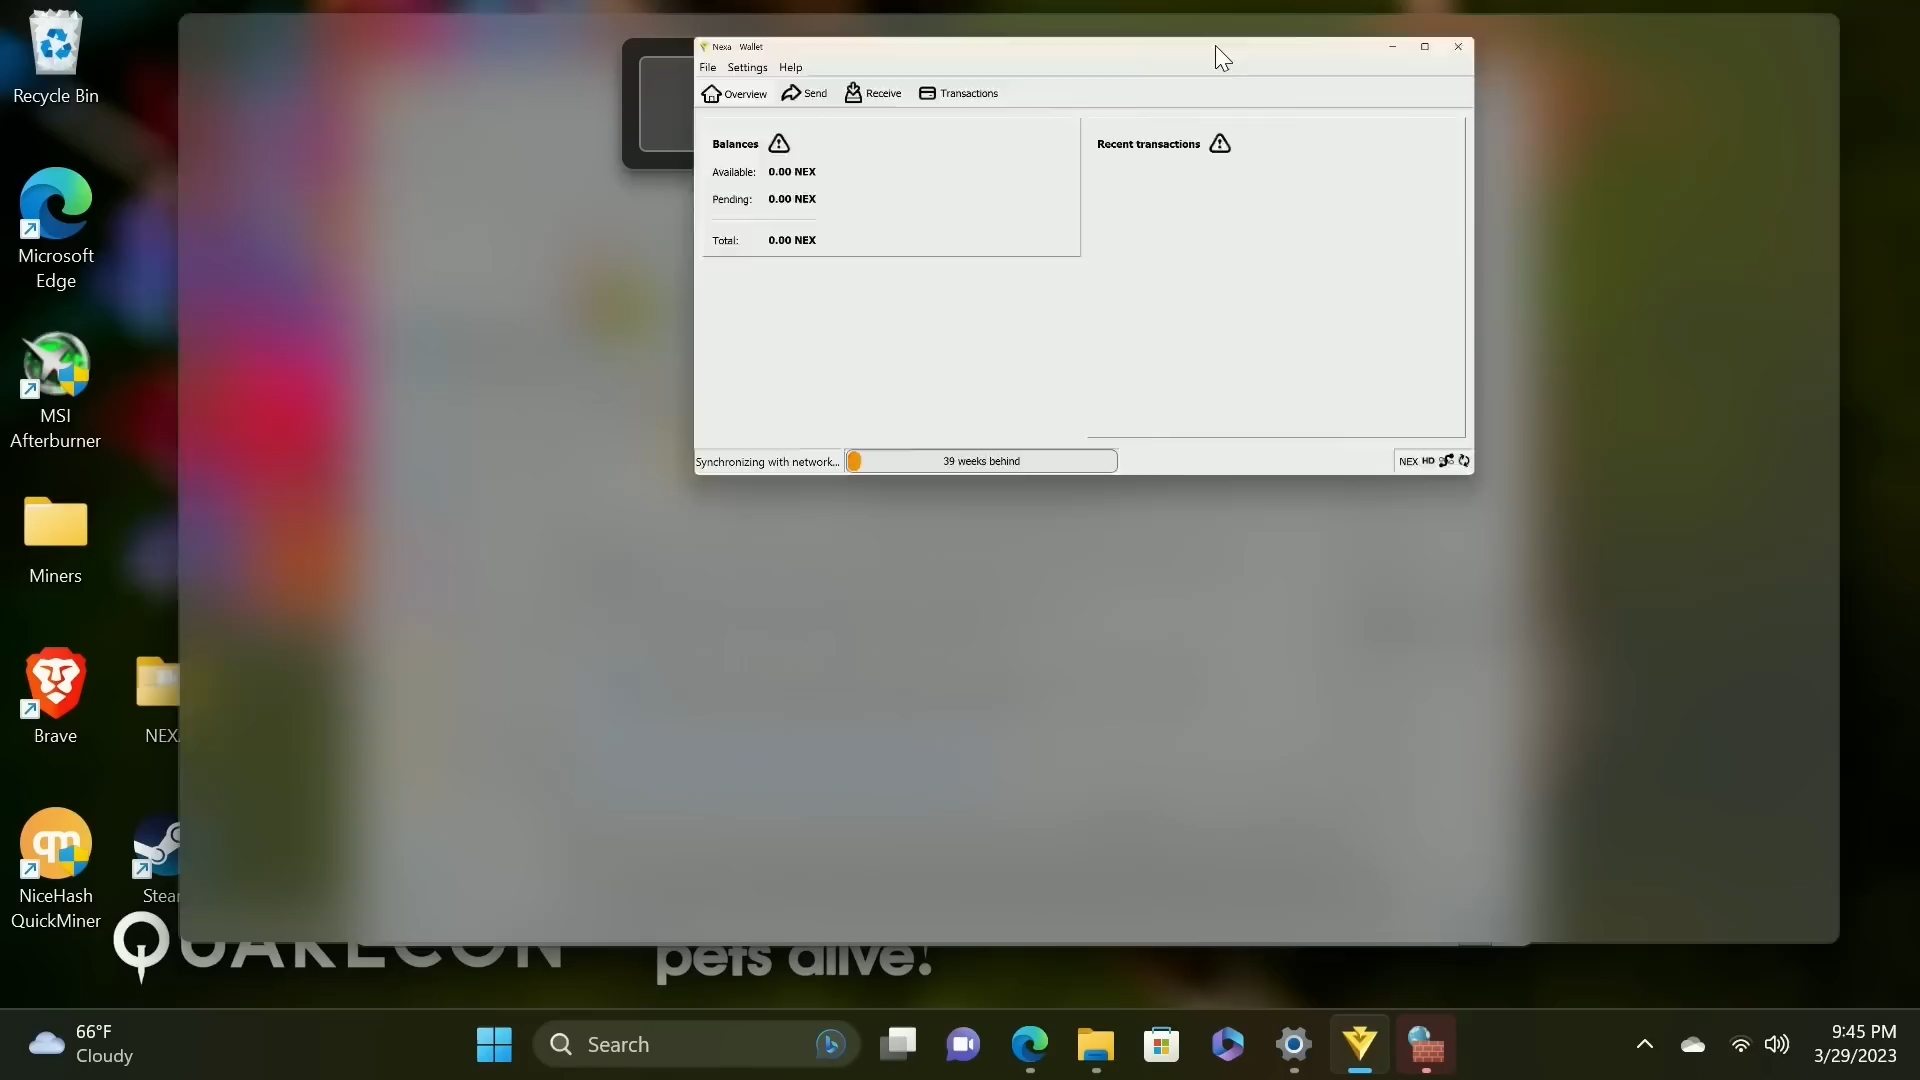 Recycle Bin
Microsoft
Edge
MSI
Afterburner
Miners
Brave
NEX
NiceHash
QuickMiner
Stea
Nexa Wallet
File Settings Help
Overview Send Receive Transactions
Balances
Available: 0.00 NEX
Pending: 0.00 NEX
Total: 0.00 NEX
Recent transactions
Synchronizing with network...
39 weeks behind
NEX HD
QUAKECON
pets alive!
66°F
Cloudy
Search
9:45 PM
3/29/2023